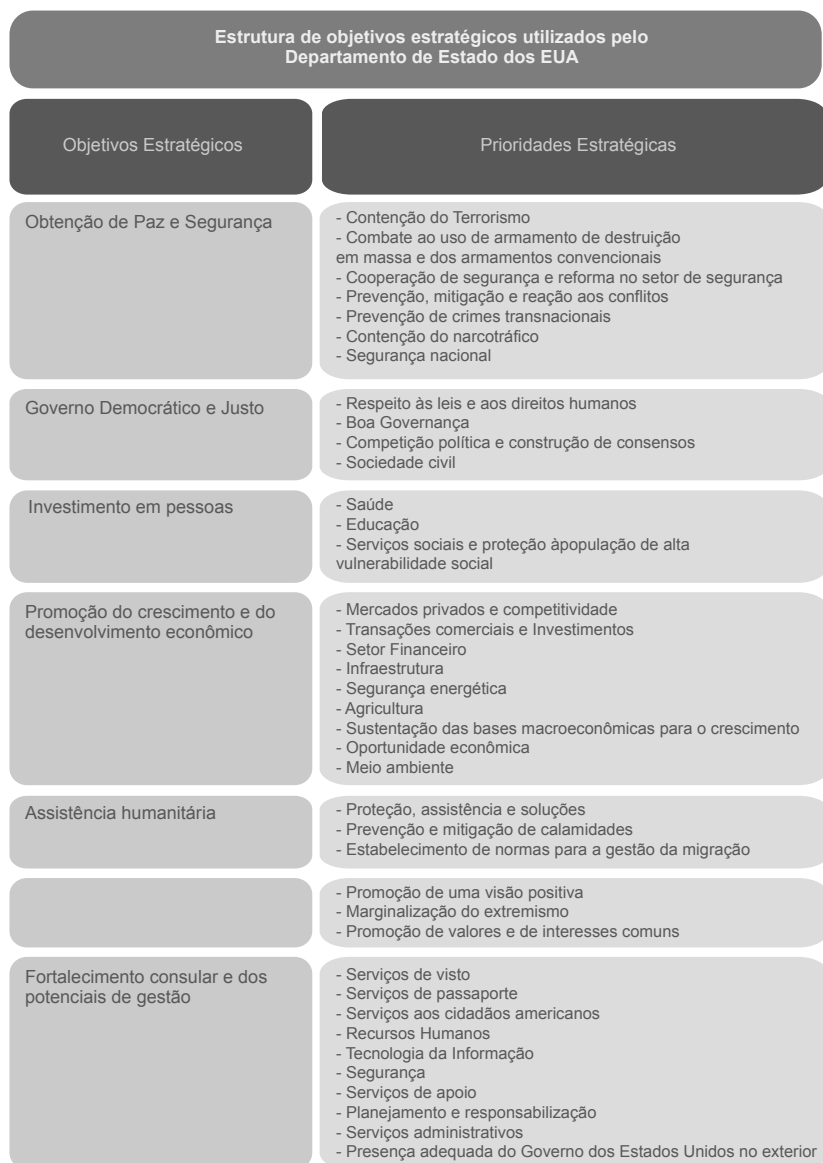 Estrutura de objetivos estratégicos utilizados pelo
Departamento de Estado dos EUA
Objetivos Estratégicos
Prioridades Estratégicas
Obtenção de Paz e Segurança
- Contenção do Terrorismo
- Combate ao uso de armamento de destruição
em massa e dos armamentos convencionais
- Cooperação de segurança e reforma no setor de segurança
- Prevenção, mitigação e reação aos conflitos
- Prevenção de crimes transnacionais
- Contenção do narcotráfico
- Segurança nacional
Governo Democrático e Justo
- Respeito às leis e aos direitos humanos
- Boa Governança
- Competição política e construção de consensos
- Sociedade civil
Investimento em pessoas
- Saúde
- Educação
- Serviços sociais e proteção àpopulação de alta
vulnerabilidade social
Promoção do crescimento e do
desenvolvimento econômico
- Mercados privados e competitividade
- Transações comerciais e Investimentos
- Setor Financeiro
- Infraestrutura
- Segurança energética
- Agricultura
- Sustentação das bases macroeconômicas para o crescimento
- Oportunidade econômica
- Meio ambiente
Assistência humanitária
- Proteção, assistência e soluções
- Prevenção e mitigação de calamidades
- Estabelecimento de normas para a gestão da migração
- Promoção de uma visão positiva
- Marginalização do extremismo
- Promoção de valores e de interesses comuns
Fortalecimento consular e dos
potenciais de gestão
- Serviços de visto
- Serviços de passaporte
- Serviços aos cidadãos americanos
- Recursos Humanos
- Tecnologia da Informação
- Segurança
- Serviços de apoio
- Planejamento e responsabilização
- Serviços administrativos
- Presença adequada do Governo dos Estados Unidos no exterior